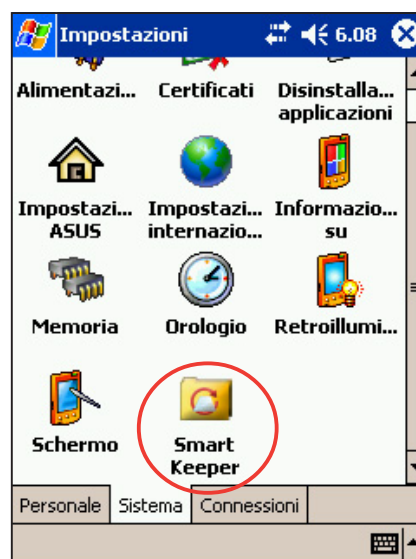 Impostazioni 6.08
Alimentazi... Certificati Disinstalla...
applicazioni
Impostazi... Impostazi... Informazio...
ASUS internazio... su
Memoria Orologio Retroillumi...
Schermo Smart
Keeper
Personale Sistema Connessioni